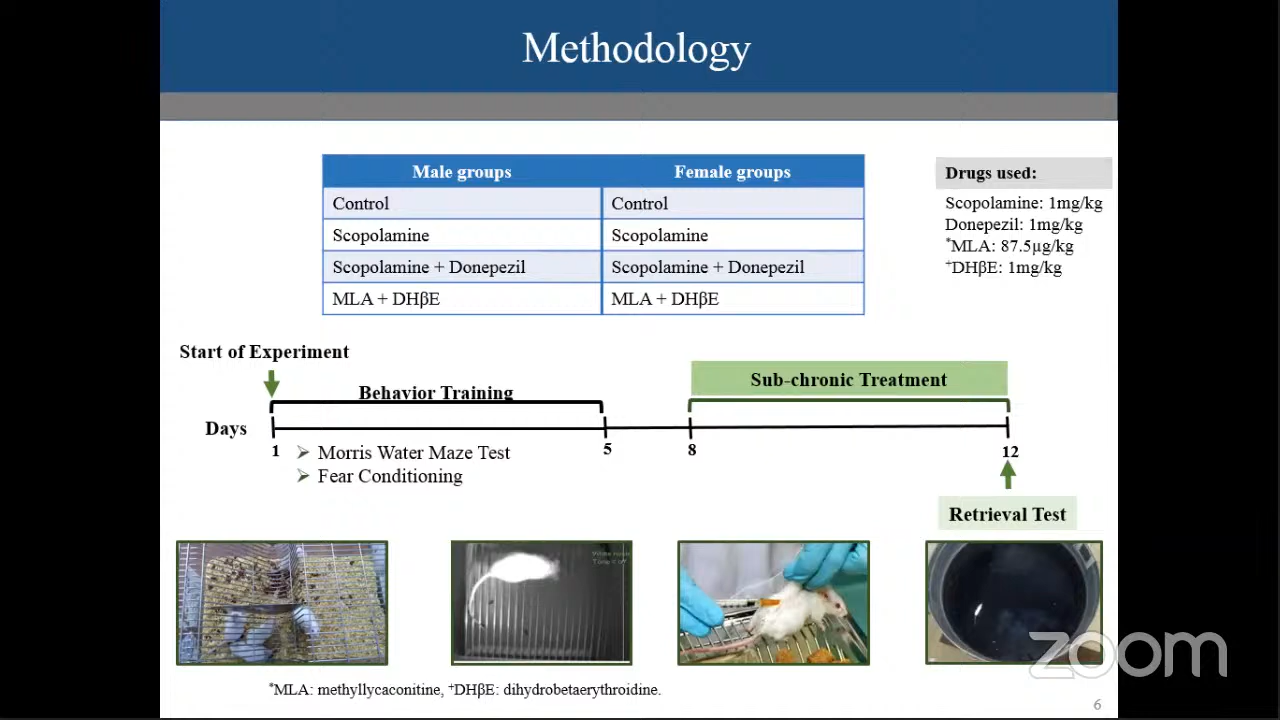 Methodology
Male groups Female groups
Control Control
Scopolamine Scopolamine
Scopolamine + Donepezil Scopolamine + Donepezil
MLA + DHβE MLA + DHβE
Drugs used:
Scopolamine: 1mg/kg
Donepezil: 1mg/kg
*MLA: 87.5µg/kg
+DHβE: 1mg/kg
Start of Experiment
Behavior Training
Sub-chronic Treatment
Days
1 5 8 12
➢ Morris Water Maze Test
➢ Fear Conditioning
Retrieval Test
zoom
*MLA: methyllycaconitine, +DHβE: dihydrobetaerythroidine.
6